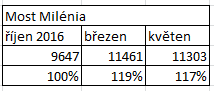 Most Milénia
říjen 2016 březen květen
9647 11461 11303
100% 119% 117%